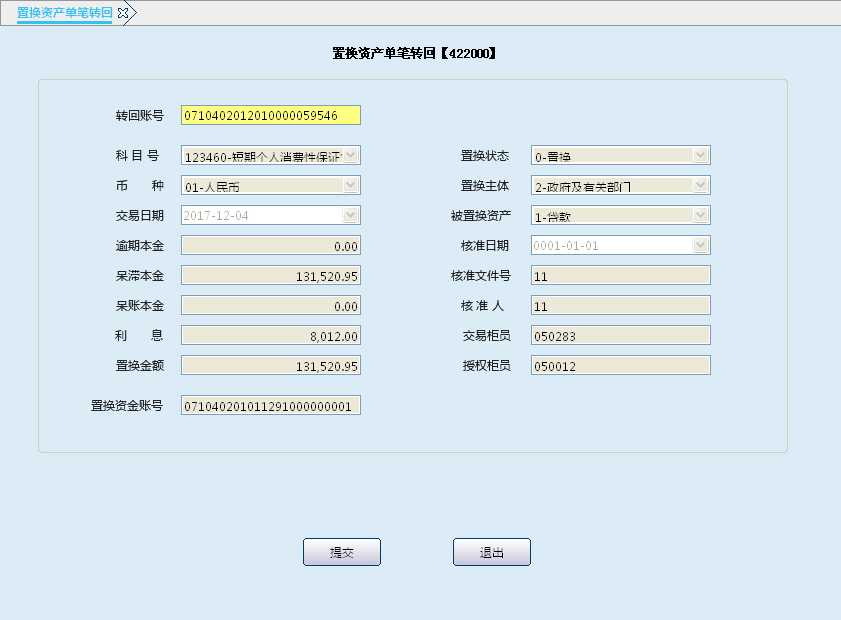 置换资产单笔转回
置换资产单笔转回【422000】
转回账号 0710402012010000059546
科 目 号 123460-短期个人消费性保证 置换状态 0-置换
币 种 01-人民币 置换主体 2-政府及有关部门
交易日期 2017-12-04 被置换资产 1-贷款
逾期本金 0.00 核准日期 0001-01-01
呆滞本金 131,520.95 核准文件号 11
呆账本金 0.00 核 准 人 11
利 息 8,012.00 交易柜员 050283
置换金额 131,520.95 授权柜员 050012
置换资金账号 071040201011291000000001
提交 退出